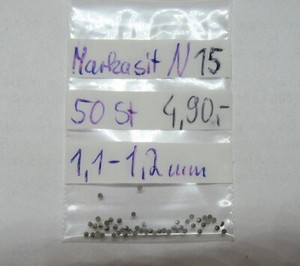 Markasit N 15
50 St 4,90,-
1,1-1,2 mm